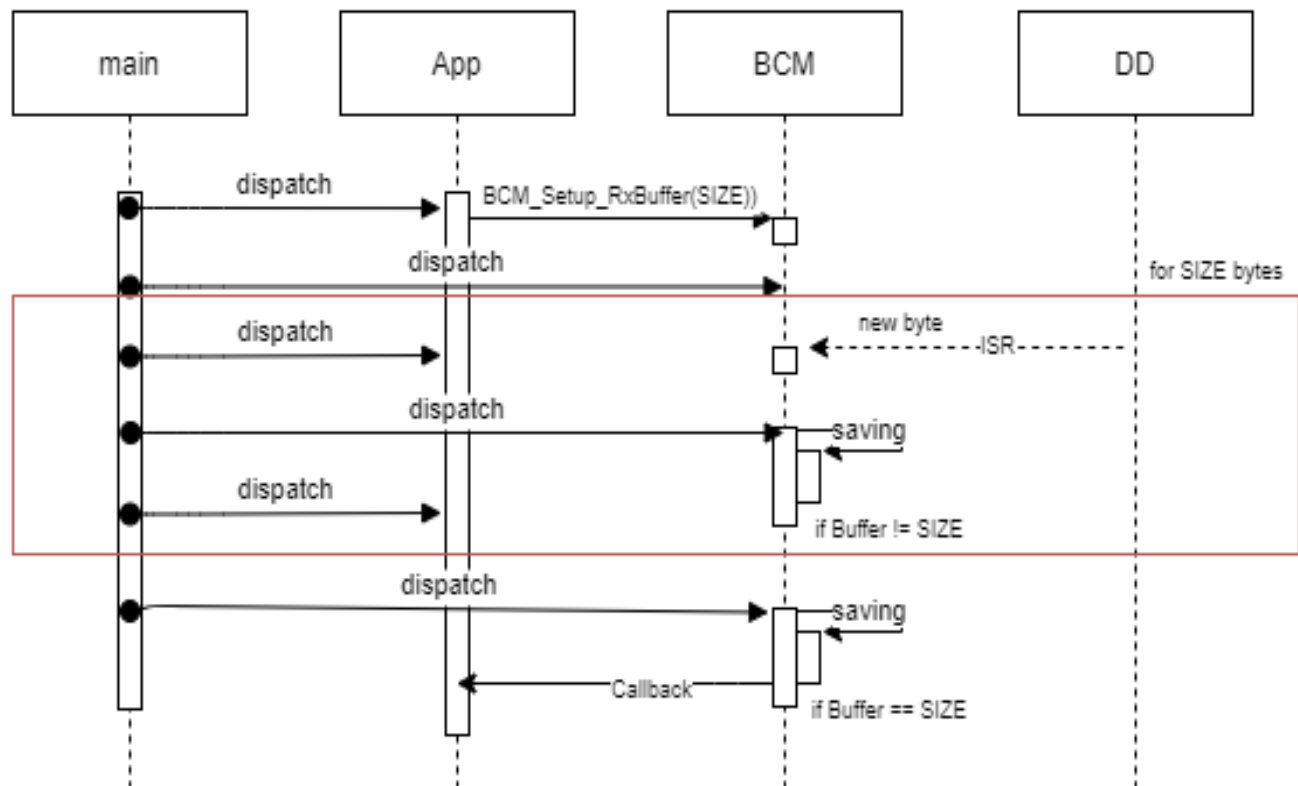 main
App
BCM
DD
dispatch
BCM_Setup_RxBuffer(SIZE))
dispatch
for SIZE bytes
new byte
dispatch
ISR
dispatch
saving
dispatch
if Buffer != SIZE
dispatch
saving
Callback
if Buffer == SIZE